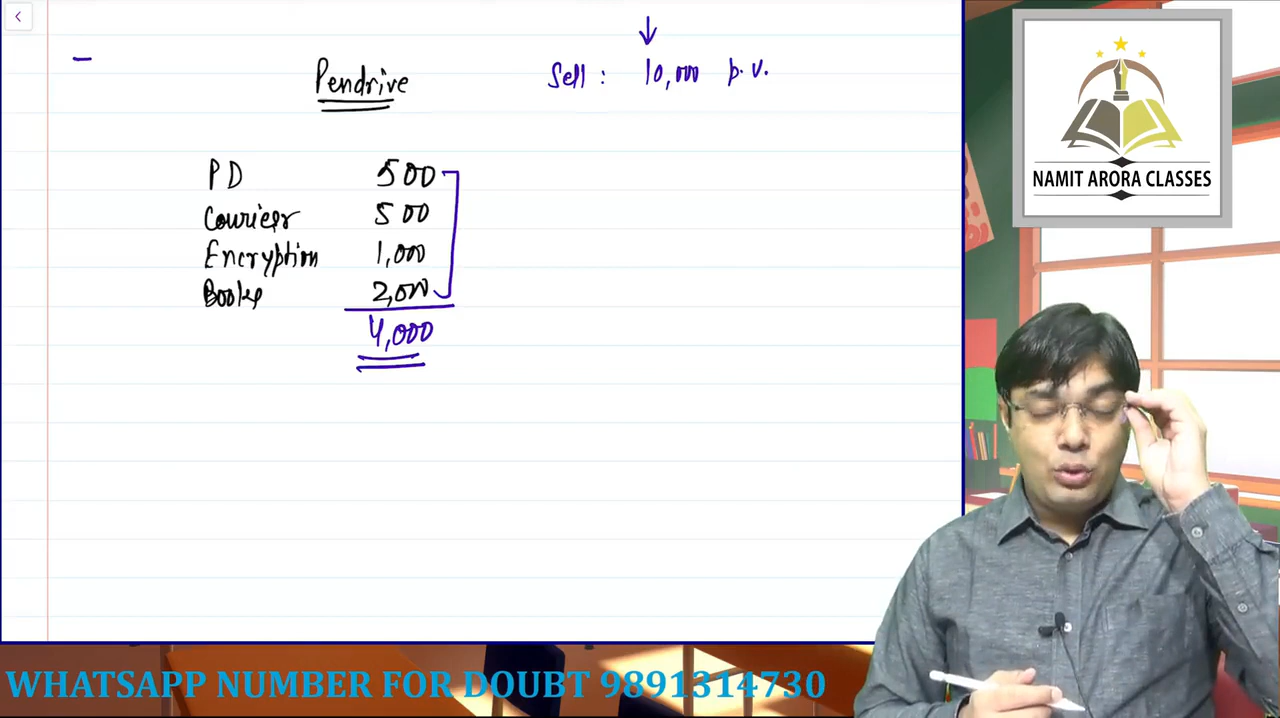 Pendrive
Sell : 10,000 p.v.
PD 500
Courier 500
Encryption 1,000
Books 2,000
4,000
NAMIT ARORA CLASSES
WHATSAPP NUMBER FOR DOUBT 9891314730